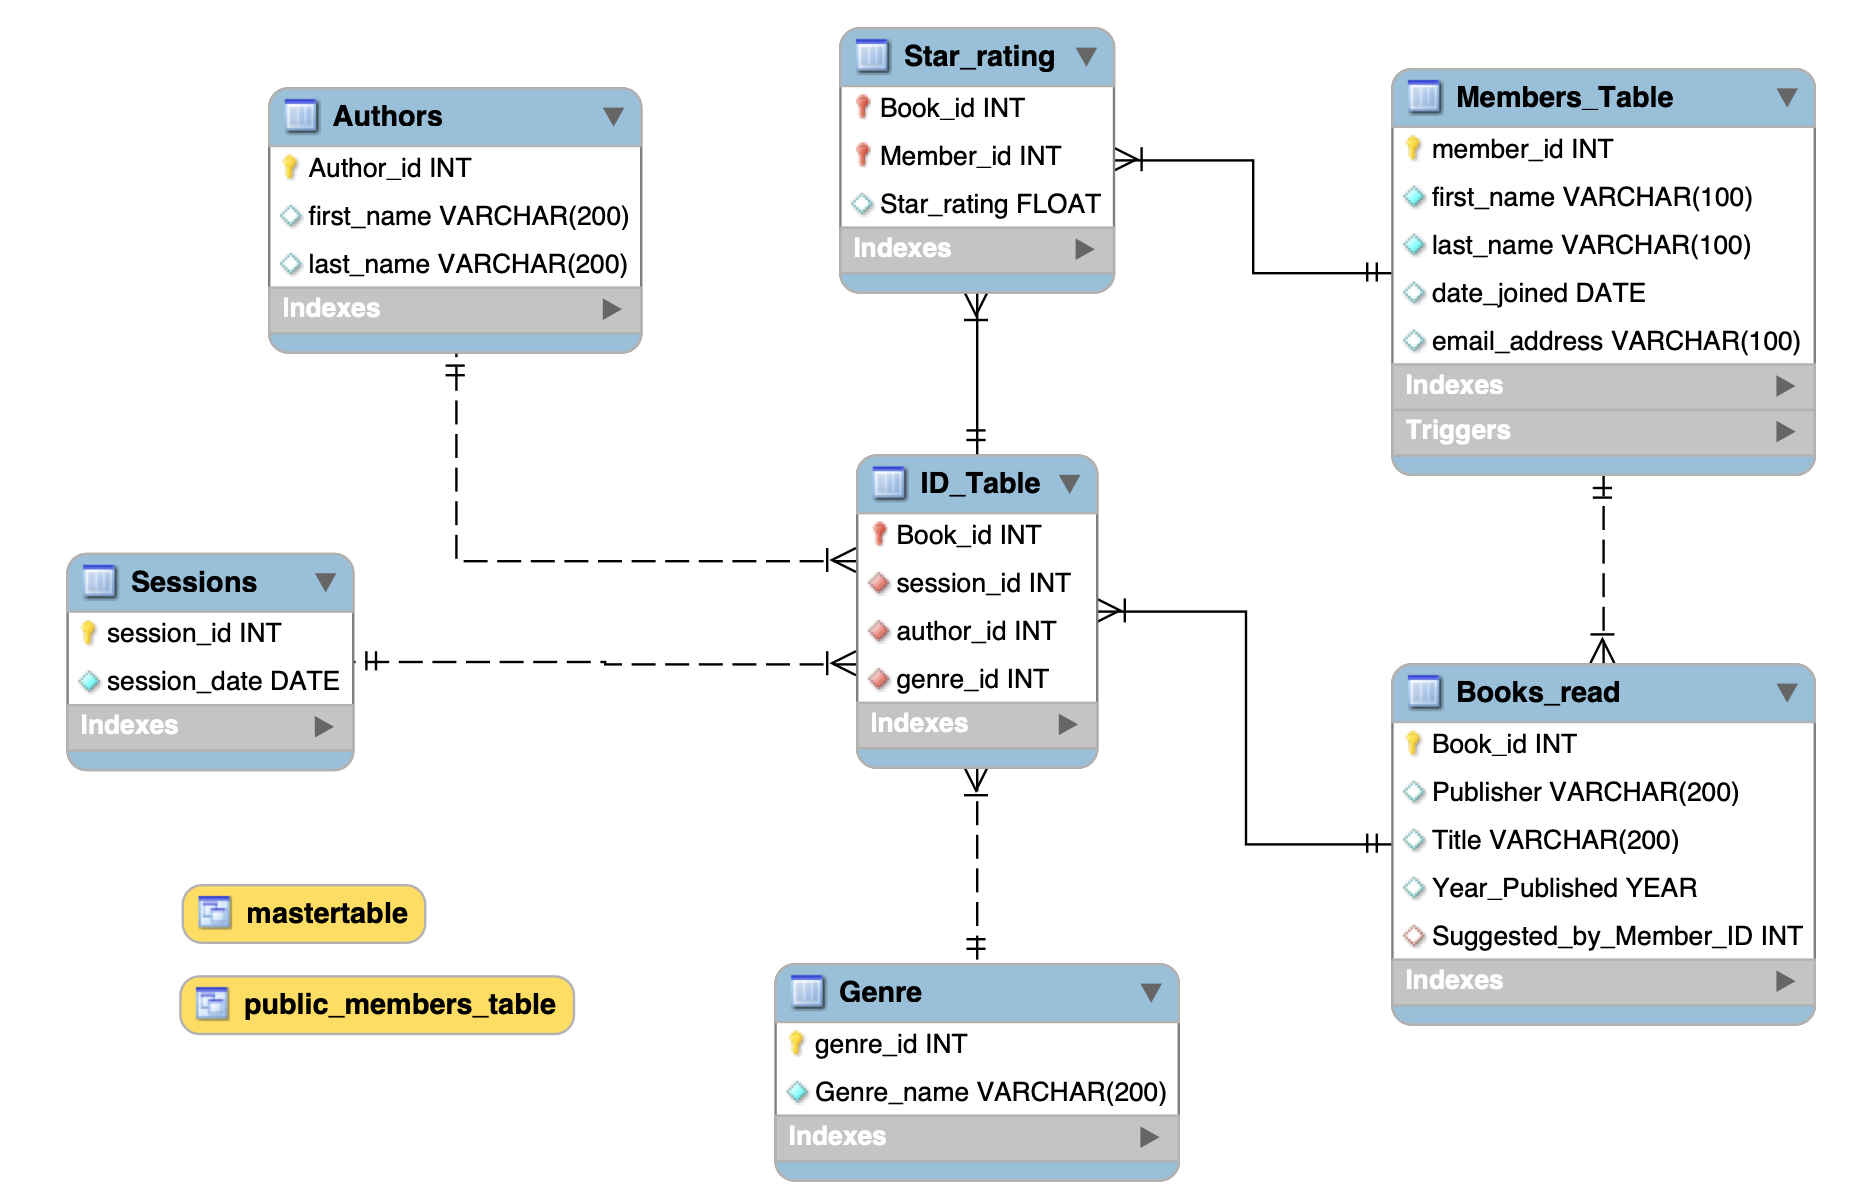 Star_rating
Book_id INT
Member_id INT
Star_rating FLOAT
Indexes
Authors
Author_id INT
first_name VARCHAR(200)
last_name VARCHAR(200)
Indexes
Members_Table
member_id INT
first_name VARCHAR(100)
last_name VARCHAR(100)
date_joined DATE
email_address VARCHAR(100)
Indexes
Triggers
ID_Table
Book_id INT
session_id INT
author_id INT
genre_id INT
Indexes
Sessions
session_id INT
session_date DATE
Indexes
Books_read
Book_id INT
Publisher VARCHAR(200)
Title VARCHAR(200)
Year_Published YEAR
Suggested_by_Member_ID INT
Indexes
mastertable
public_members_table
Genre
genre_id INT
Genre_name VARCHAR(200)
Indexes